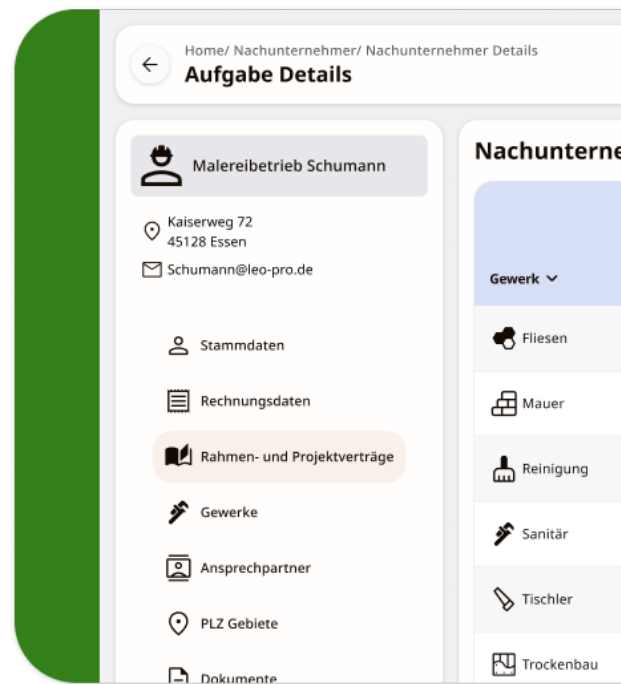 Home/ Nachunternehmer/ Nachunternehmer Details
Aufgabe Details
Malereibetrieb Schumann
Kaiserweg 72
45128 Essen
Schumann@leo-pro.de
Stammdaten
Rechnungsdaten
Rahmen- und Projektverträge
Gewerke
Ansprechpartner
PLZ Gebiete
Dokumente
Nachunterne
Gewerk
Fliesen
Mauer
Reinigung
Sanitär
Tischler
Trockenbau